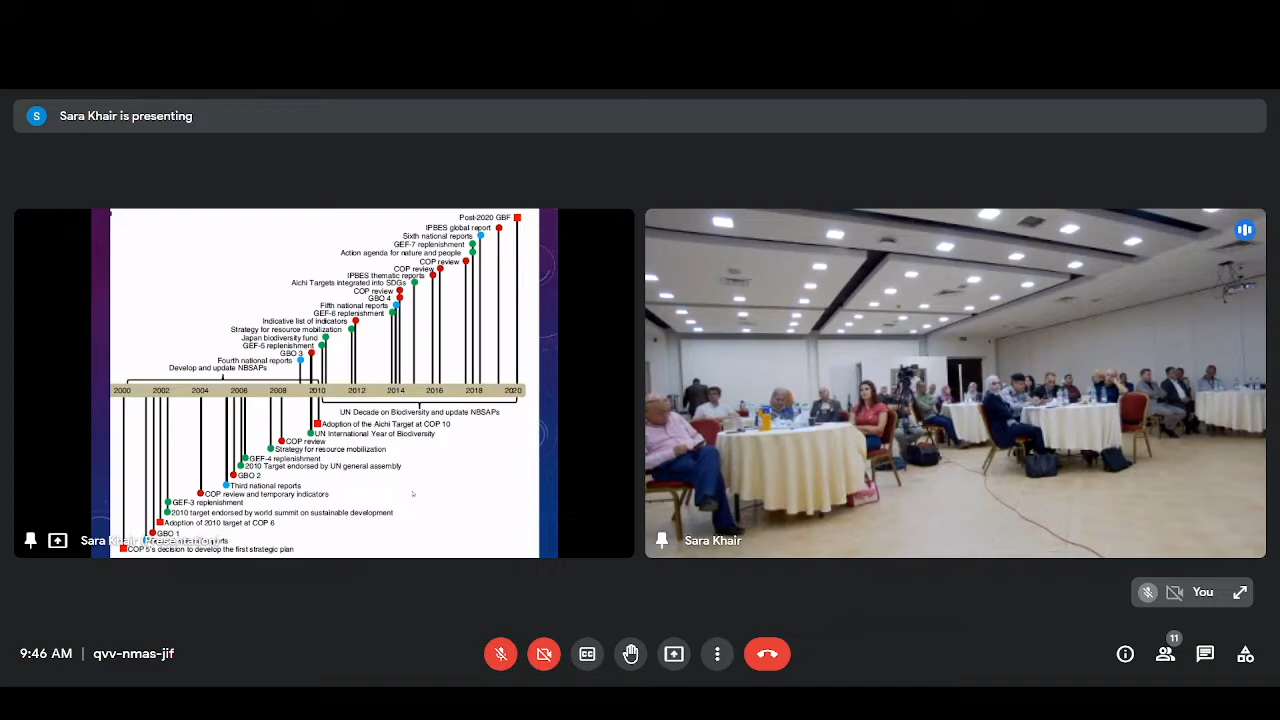 S Sara Khair is presenting
Post-2020 GBF
IPBES global report
Sixth national reports
GEF-7 replenishment
Action agenda for nature and people
COP review
COP review
IPBES thematic reports
Aichi Targets integrated into SDGs
COP review
GBO 4
Fifth national reports
GEF-6 replenishment
Indicative list of indicators
Strategy for resource mobilization
Japan biodiversity fund
GEF-5 replenishment
GBO 3
Fourth national reports
Develop and update NBSAPs
2000 2002 2004 2006 2008 2010 2012 2014 2016 2018 2020
UN Decade on Biodiversity and update NBSAPs
Adoption of the Aichi Target at COP 10
UN International Year of Biodiversity
COP review
Strategy for resource mobilization
GEF-4 replenishment
2010 Target endorsed by UN general assembly
GBO 2
Third national reports
COP review and temporary indicators
GEF-3 replenishment
2010 target endorsed by world summit on sustainable development
Adoption of 2010 target at COP 6
GBO 1
Sara Khair (Presentation)
COP 5's decision to develop the first strategic plan
Sara Khair
You
9:46 AM | qvv-nmas-jif
11